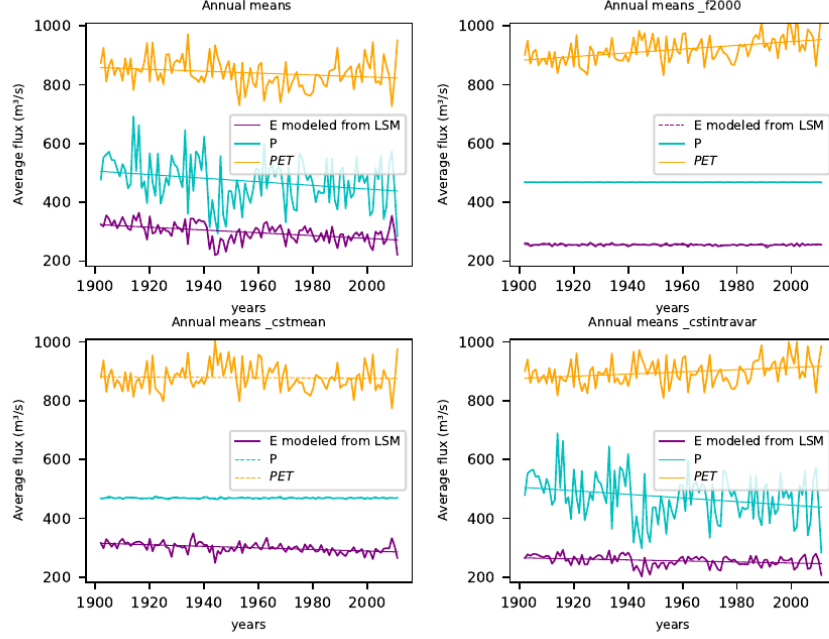 Annual means
1000
800
600
400
200
Average flux (m³/s)
E modeled from LSM
P
PET
1900 1920 1940 1960 1980 2000
years
Annual means _f2000
1000
800
600
400
200
Average flux (m³/s)
E modeled from LSM
P
PET
1900 1920 1940 1960 1980 2000
years
Annual means _cstmean
1000
800
600
400
200
Average flux (m³/s)
E modeled from LSM
P
PET
1900 1920 1940 1960 1980 2000
years
Annual means _cstintravar
1000
800
600
400
200
Average flux (m³/s)
E modeled from LSM
P
PET
1900 1920 1940 1960 1980 2000
years